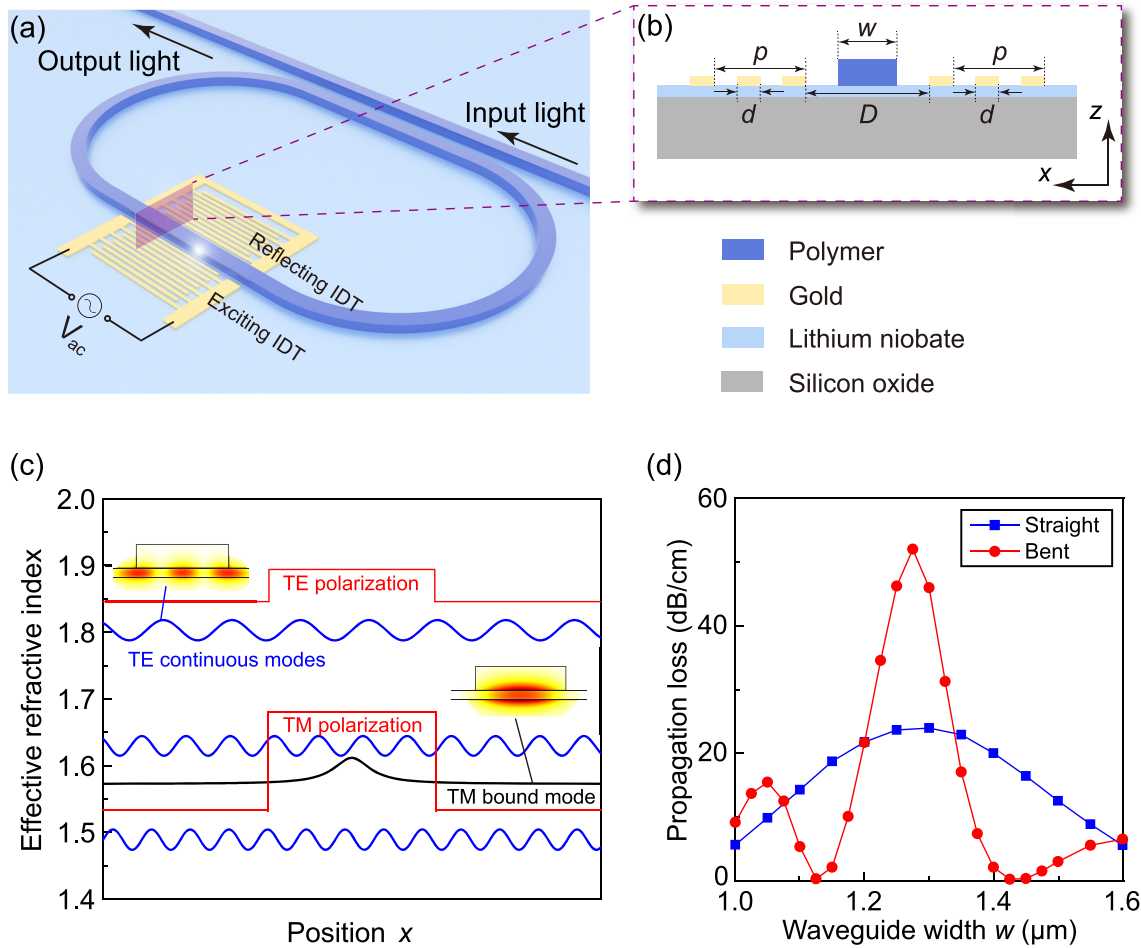 (a)
Output light
Input light
Reflecting IDT
Exciting IDT
Vac
(b)
w
p
p
d
D
d
z
x
Polymer
Gold
Lithium niobate
Silicon oxide
(c)
Effective refractive index
2.0
1.9
1.8
1.7
1.6
1.5
1.4
TE polarization
TE continuous modes
TM polarization
TM bound mode
Position x
(d)
Propagation loss (dB/cm)
60
40
20
0
Straight
Bent
1.0
1.2
1.4
1.6
Waveguide width w (μm)